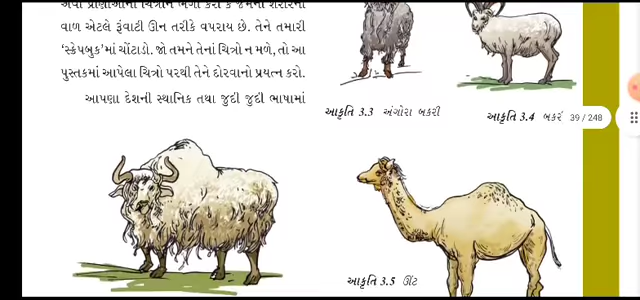 વાળ એટલે રૂંવાટી ઊન તરીકે વપરાય છે. તેને તમારી
‘સ્ક્રેપબુક’માં ચોંટાડો. જો તમને તેનાં ચિત્રો ન મળે, તો આ
પુસ્તકમાં આપેલા ચિત્રો પરથી તેને દોરવાનો પ્રયત્ન કરો.
આપણા દેશની સ્થાનિક તથા જુદી જુદી ભાષામાં
આકૃતિ 3.3 અંગોરા બકરી
આકૃતિ 3.4 બકરું
39 / 248
આકૃતિ 3.5 ઊંટ